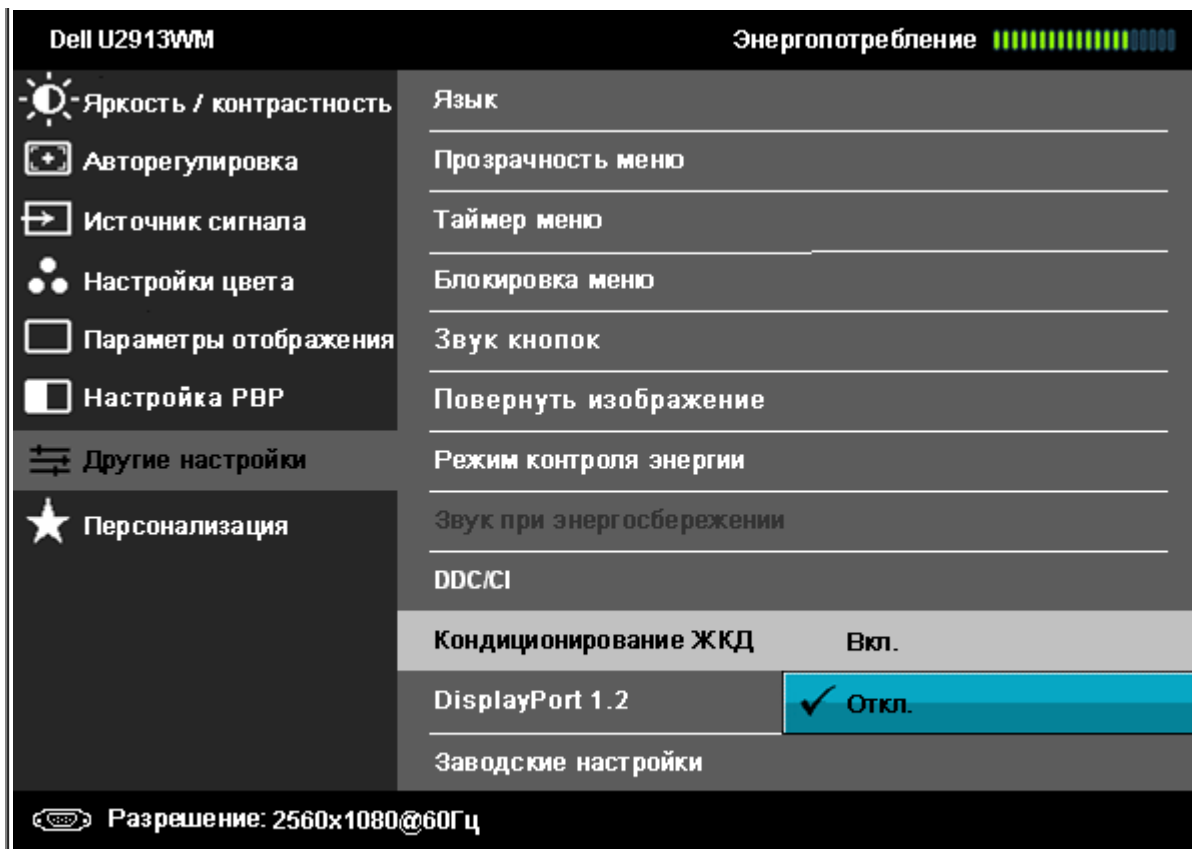 Dell U2913WM
Энергопотребление
Яркость / контрастность
Авторегулировка
Источник сигнала
Настройки цвета
Параметры отображения
Настройка PBP
Другие настройки
Персонализация
Язык
Прозрачность меню
Таймер меню
Блокировка меню
Звук кнопок
Повернуть изображение
Режим контроля энергии
Звук при энергосбережении
DDC/CI
Кондиционирование ЖКД Вкл.
DisplayPort 1.2 Откл.
Заводские настройки
Разрешение: 2560x1080@60Гц